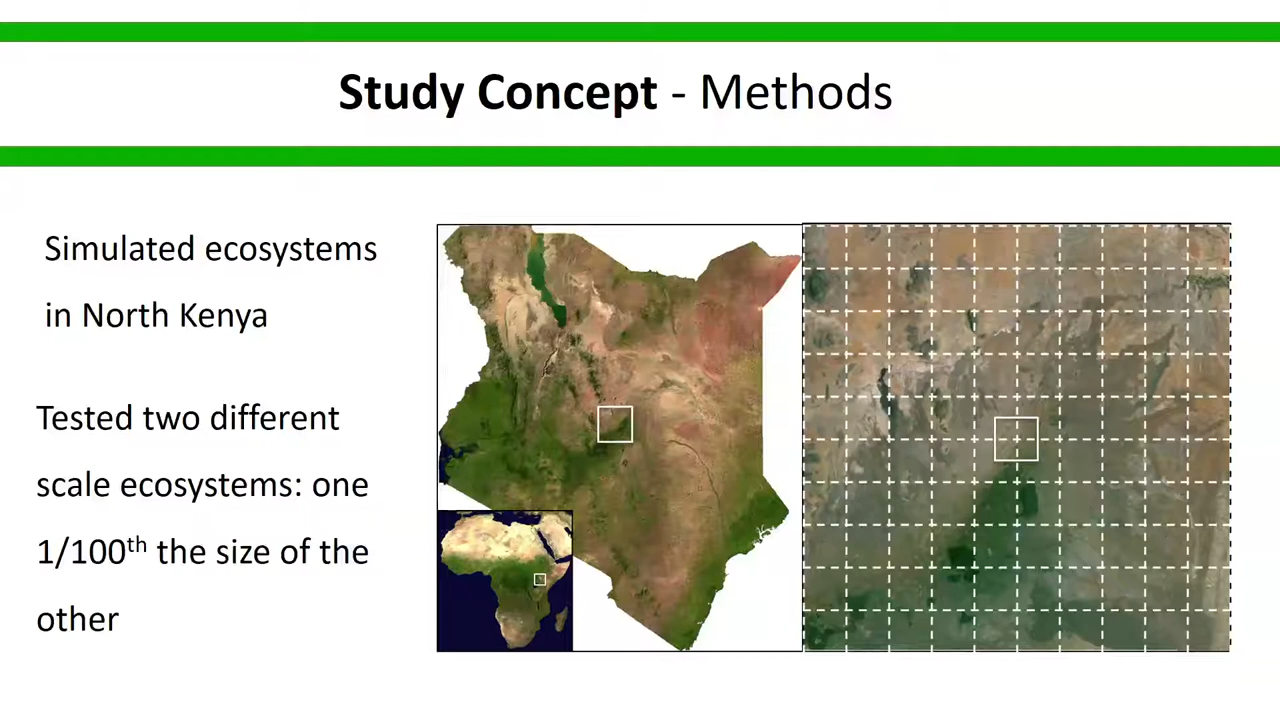 Study Concept - Methods
Simulated ecosystems
in North Kenya
Tested two different
scale ecosystems: one
1/100th the size of the
other